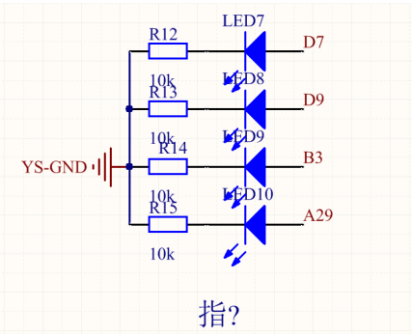 LED7
R12
D7
10k
LED8
R13
D9
10k
LED9
R14
B3
YS-GND
10k
LED10
R15
A29
10k
指?